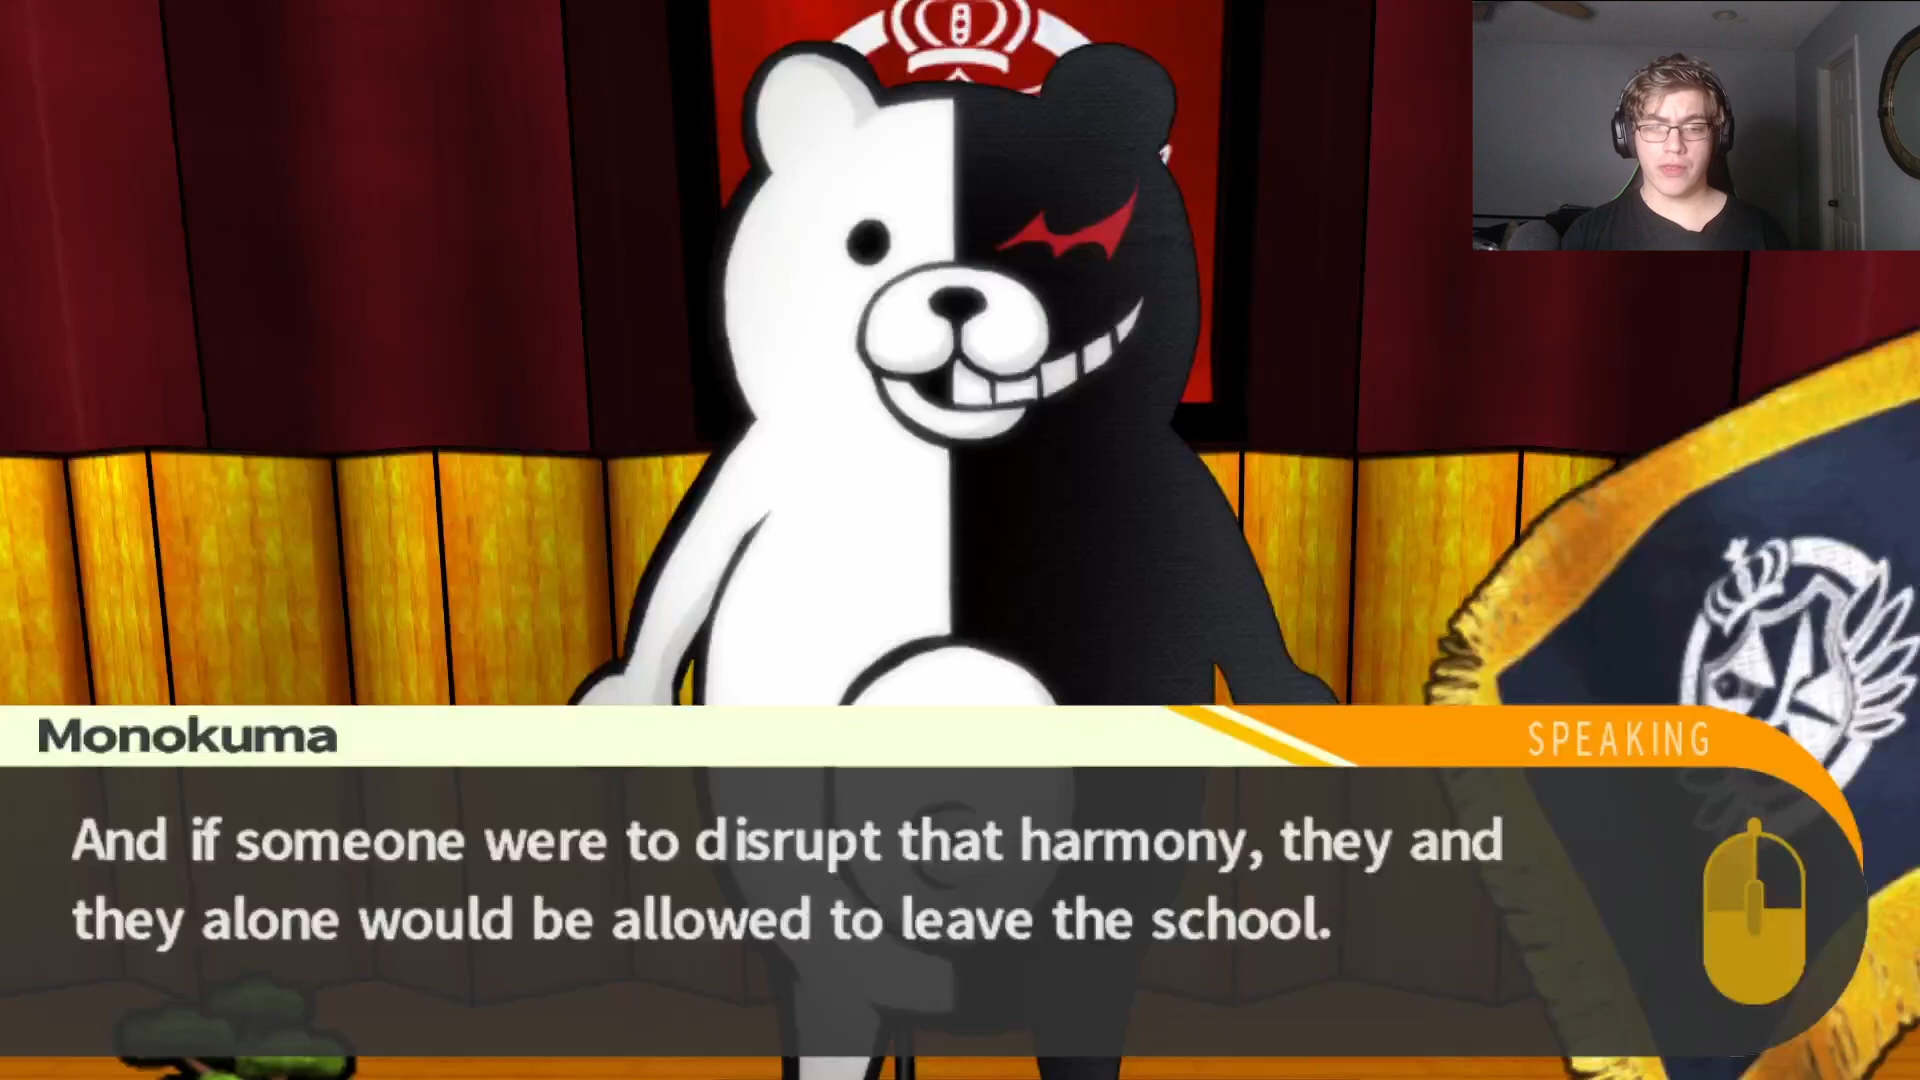 Monokuma
SPEAKING
And if someone were to disrupt that harmony, they and
they alone would be allowed to leave the school.